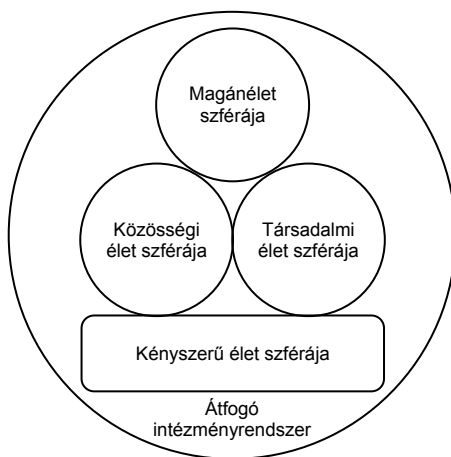 Magánélet
szférája
Közösségi
élet szférája
Társadalmi
élet szférája
Kényszerű élet szférája
Átfogó
intézményrendszer